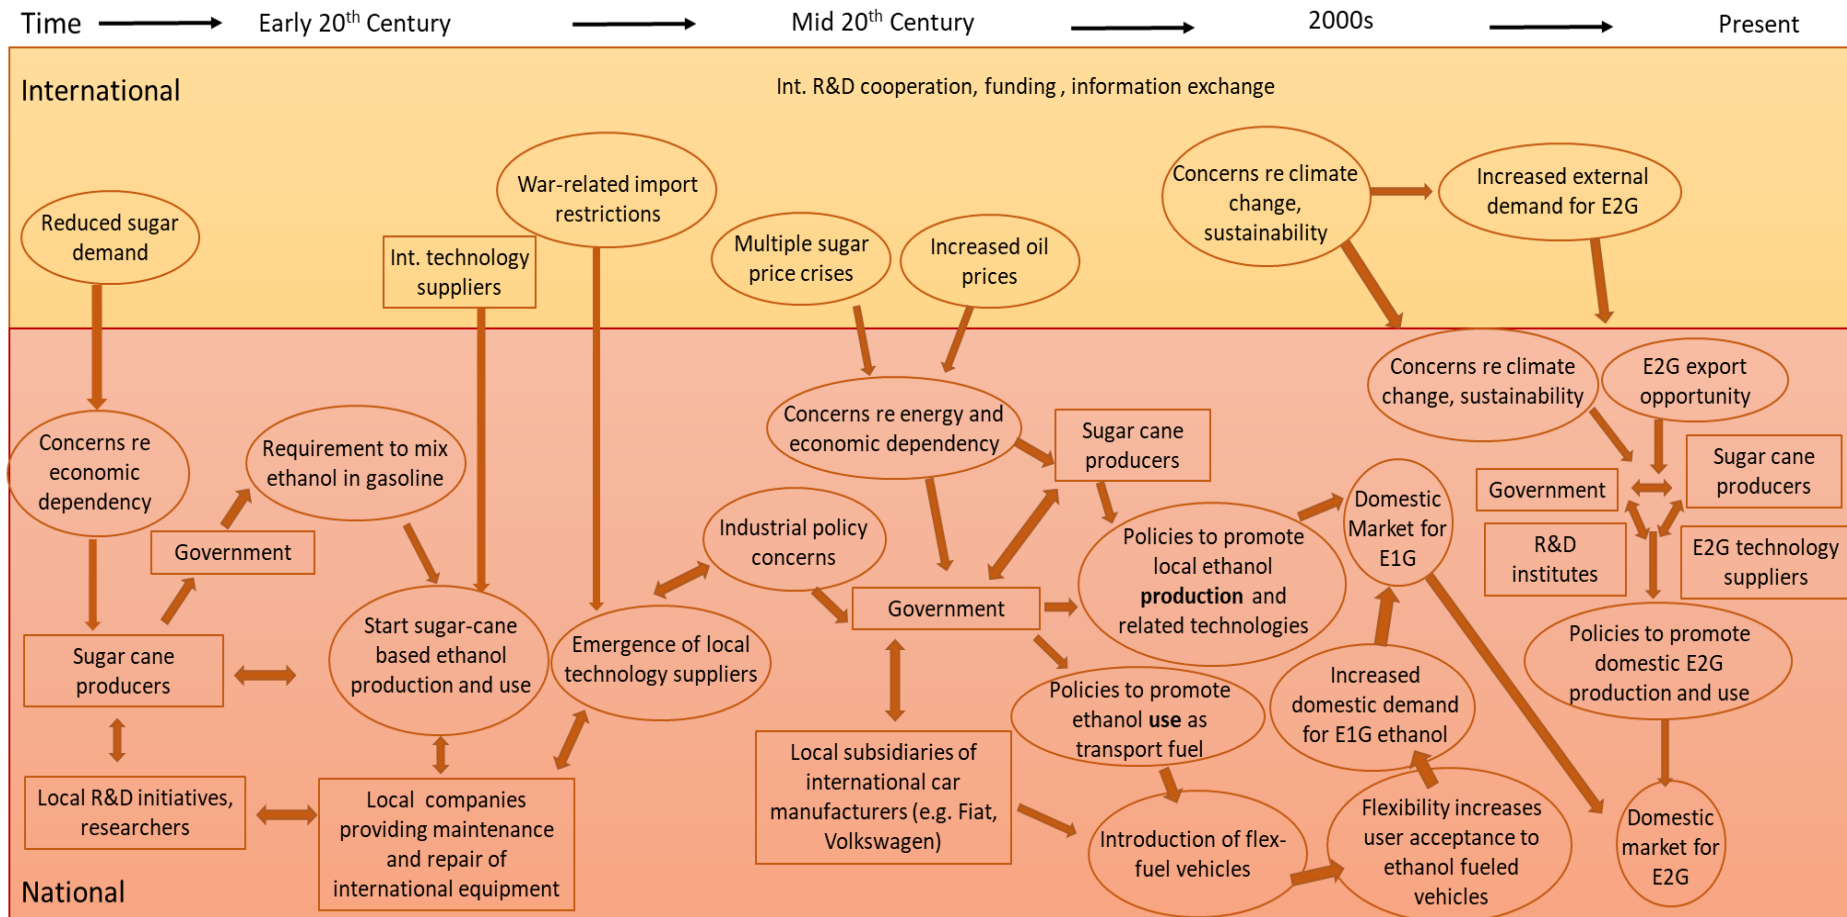 Time
Early 20th Century
Mid 20th Century
2000s
Present
International
Int. R&D cooperation, funding , information exchange
Reduced sugar
demand
Int. technology
suppliers
War-related import
restrictions
Multiple sugar
price crises
Increased oil
prices
Concerns re climate
change,
sustainability
Increased external
demand for E2G
Concerns re
economic
dependency
Requirement to mix
ethanol in gasoline
Government
Sugar cane
producers
Start sugar-cane
based ethanol
production and use
Emergence of local
technology suppliers
Local R&D initiatives,
researchers
Local companies
providing maintenance
and repair of
international equipment
Industrial policy
concerns
Concerns re energy and
economic dependency
Sugar cane
producers
Government
Policies to promote
local ethanol
production and
related technologies
Policies to promote
ethanol use as
transport fuel
Local subsidiaries of
international car
manufacturers (e.g. Fiat,
Volkswagen)
Introduction of flex-
fuel vehicles
Flexibility increases
user acceptance to
ethanol fueled
vehicles
Increased
domestic demand
for E1G ethanol
Domestic
Market for
E1G
Concerns re climate
change, sustainability
E2G export
opportunity
Government
Sugar cane
producers
R&D
institutes
E2G technology
suppliers
Policies to promote
domestic E2G
production and use
Domestic
market for
E2G
National